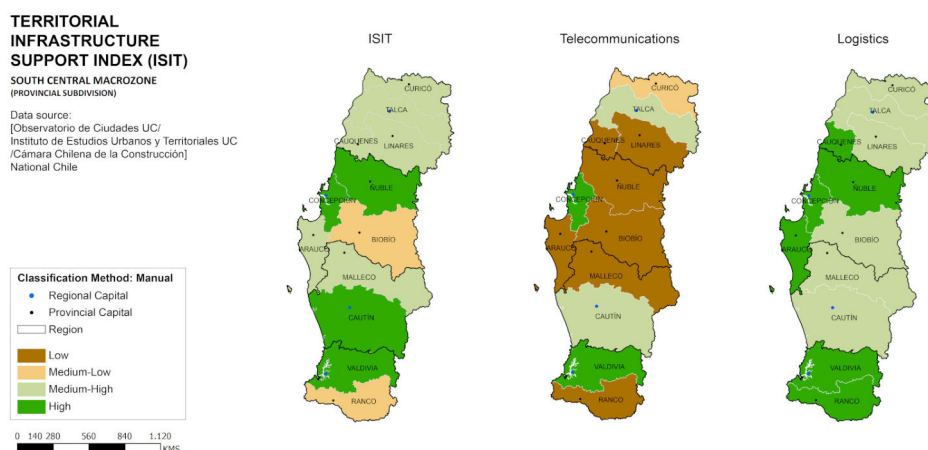 TERRITORIAL
INFRASTRUCTURE
SUPPORT INDEX (ISIT)
SOUTH CENTRAL MACROZONE
(PROVINCIAL SUBDIVISION)
Data source:
[Observatorio de Ciudades UC/
Instituto de Estudios Urbanos y Territoriales UC
/Cámara Chilena de la Construcción]
National Chile
Classification Method: Manual
Regional Capital
Provincial Capital
Region
Low
Medium-Low
Medium-High
High
0 140 280 560 840 1.120
KMS
ISIT
CURICÓ
TALCA
CAUQUENES
LINARES
ÑUBLE
CONCEPCIÓN
BIOBÍO
ARAUCO
MALLECO
CAUTÍN
VALDIVIA
RANCO
Telecommunications
CURICÓ
TALCA
CAUQUENES
LINARES
ÑUBLE
CONCEPCIÓN
BIOBÍO
ARAUCO
MALLECO
CAUTÍN
VALDIVIA
RANCO
Logistics
CURICÓ
TALCA
CAUQUENES
LINARES
ÑUBLE
CONCEPCIÓN
BIOBÍO
ARAUCO
MALLECO
CAUTÍN
VALDIVIA
RANCO